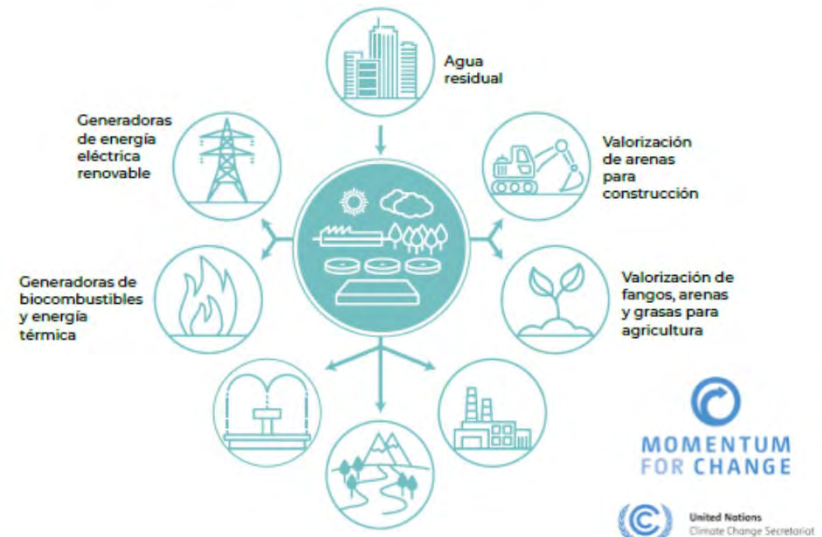 Agua
residual
Generadoras
de energía
eléctrica
renovable
Valorización
de arenas
para
construcción
Generadoras de
biocombustibles
y energía
térmica
Valorización de
fangos, arenas
y grasas para
agricultura
MOMENTUM
FOR CHANGE
United Nations
Climate Change Secretariat